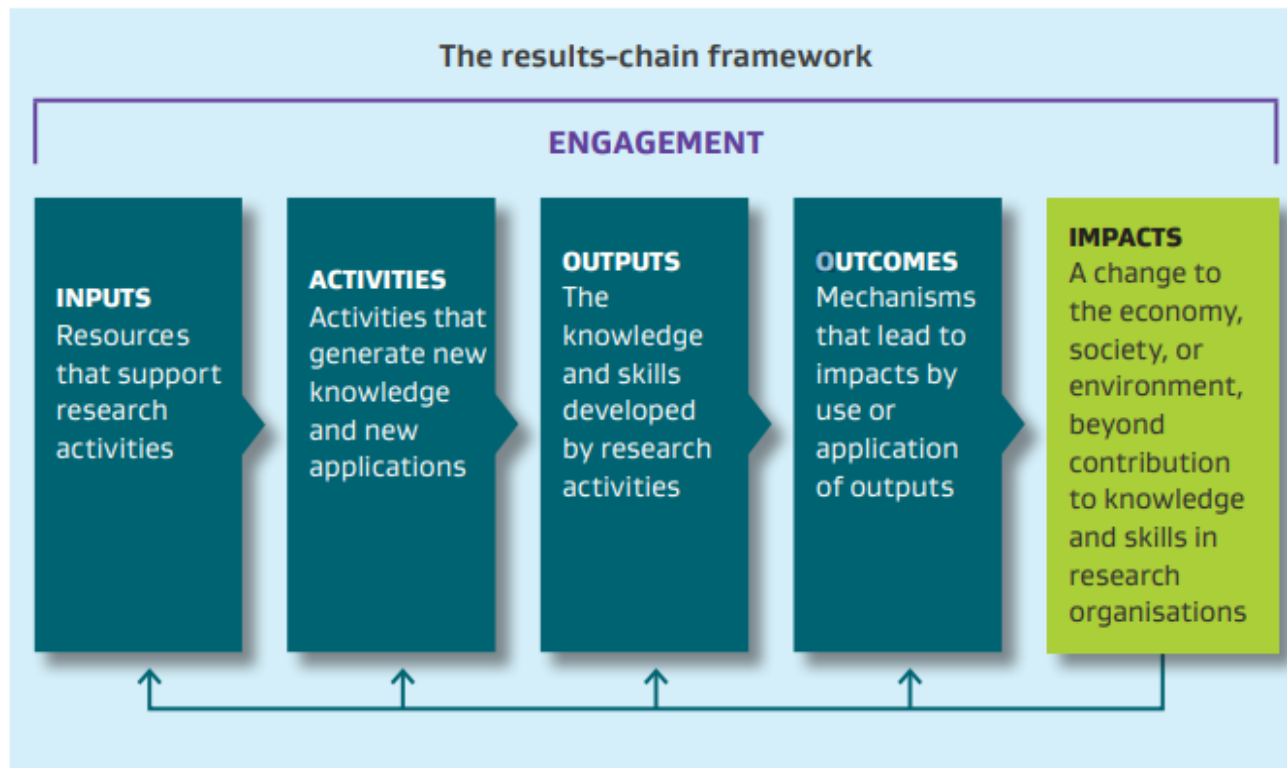 The results-chain framework
ENGAGEMENT
INPUTS
Resources
that support
research
activities
ACTIVITIES
Activities that
generate new
knowledge
and new
applications
OUTPUTS
The
knowledge
and skills
developed
by research
activities
OUTCOMES
Mechanisms
that lead to
impacts by
use or
application
of outputs
IMPACTS
A change to
the economy,
society, or
environment,
beyond
contribution
to knowledge
and skills in
research
organisations